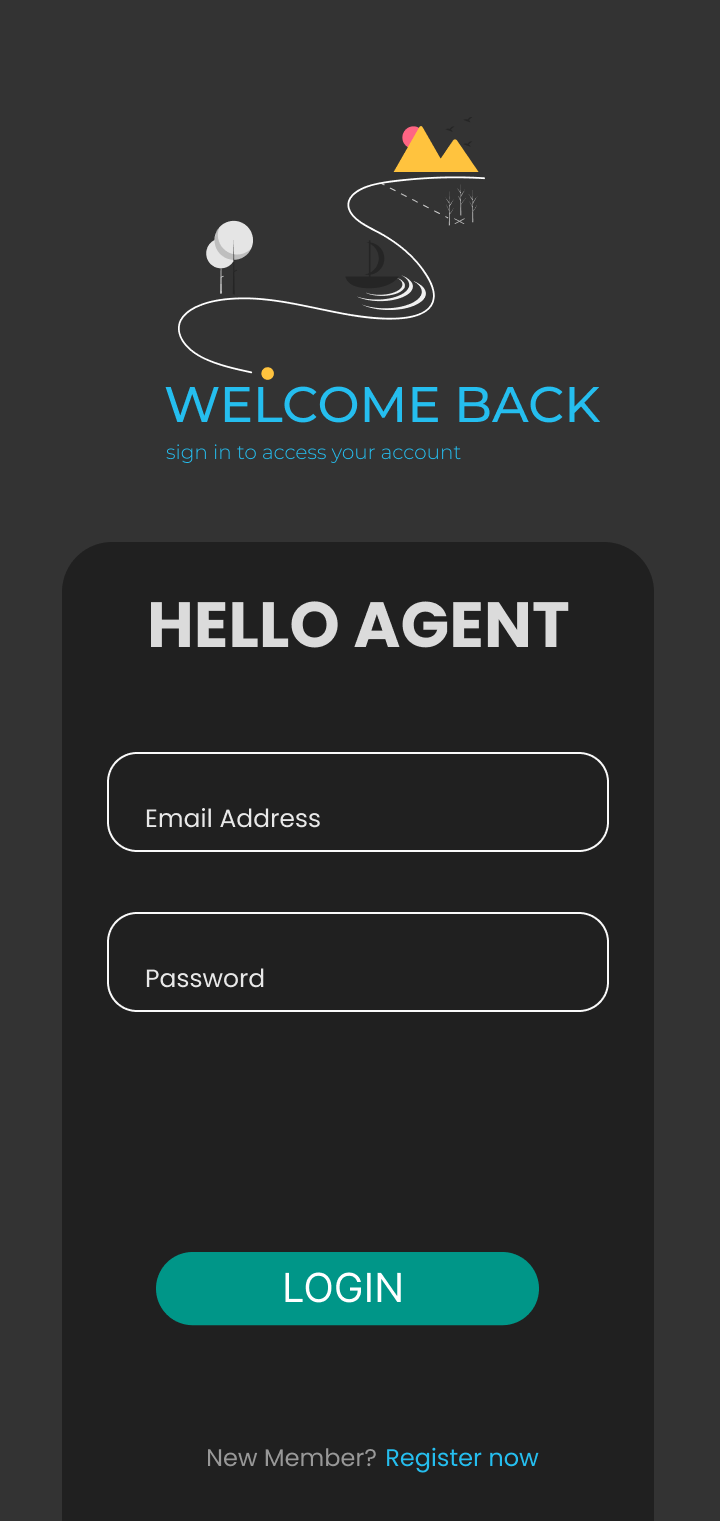 WELCOME BACK
sign in to access your account
HELLO AGENT
Email Address
Password
LOGIN
New Member? Register now